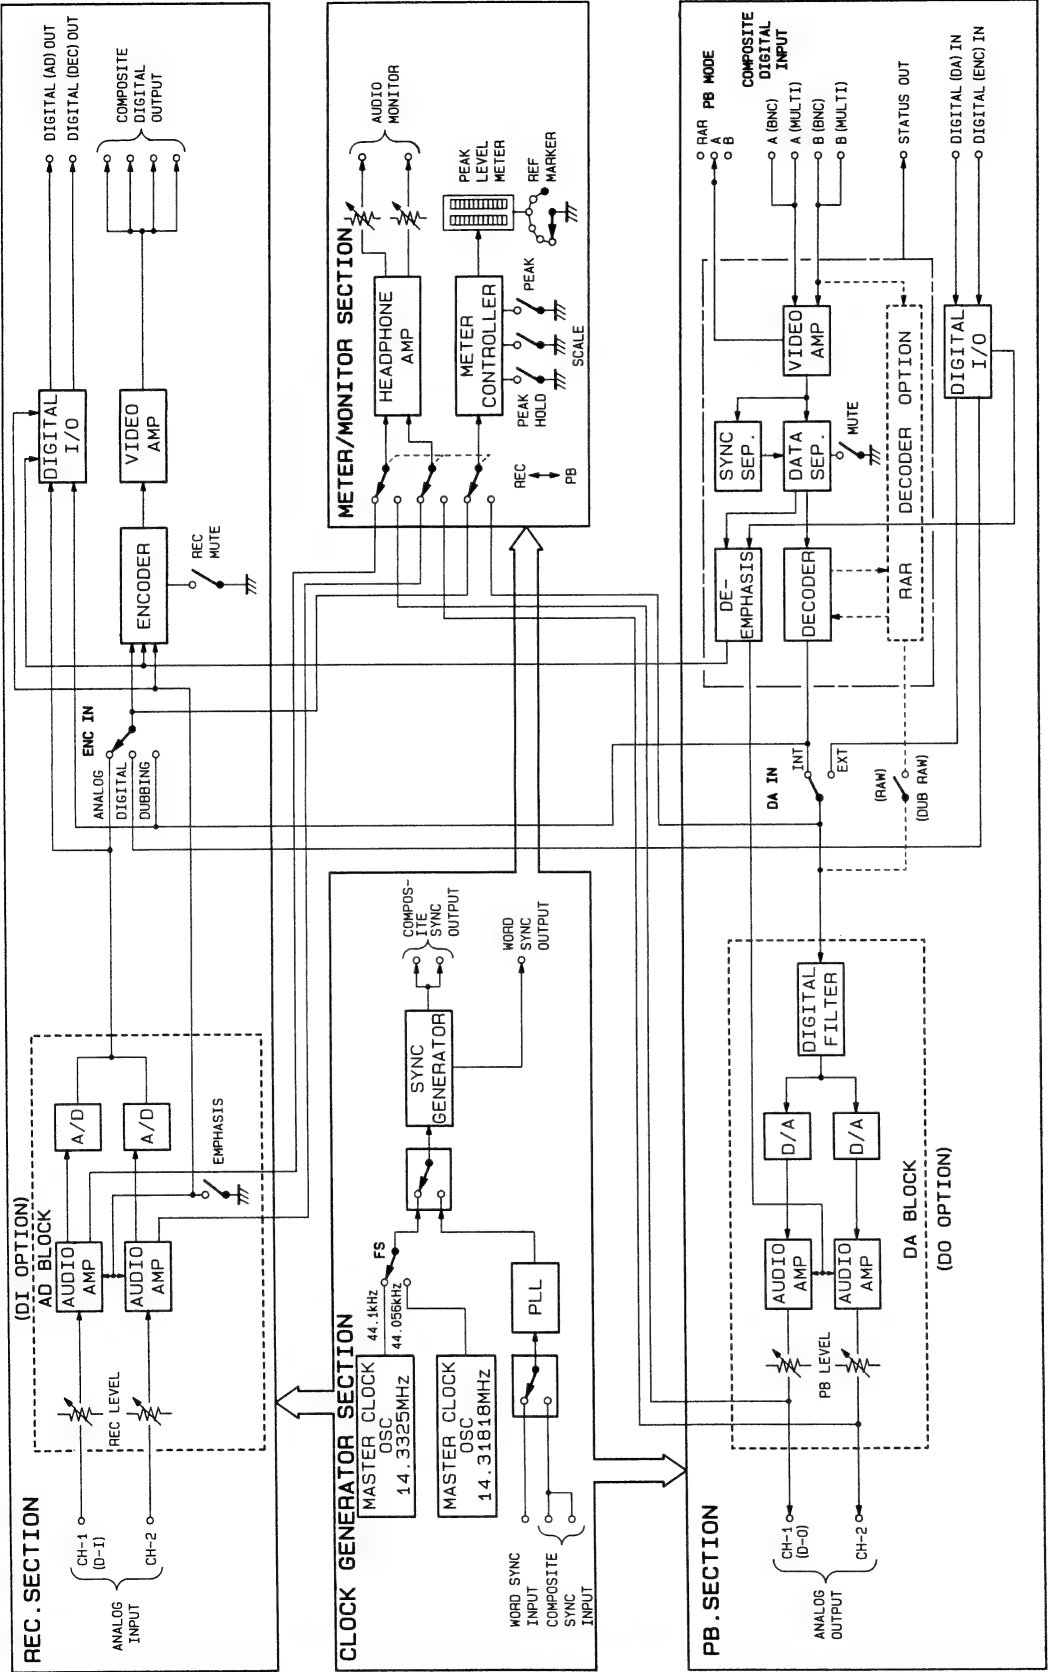 REC.SECTION
ANALOG
INPUT
CH-1
(D-I)
CH-2
REC LEVEL
(DI OPTION)
AD BLOCK
AUDIO
AMP
AUDIO
AMP
A/D
A/D
EMPHASIS
ENC IN
ANALOG
DIGITAL
DUBBING
ENCODER
REC
MUTE
DIGITAL
I/O
VIDEO
AMP
DIGITAL (AD) OUT
DIGITAL (DEC) OUT
COMPOSITE
DIGITAL
OUTPUT
CLOCK GENERATOR SECTION
MASTER CLOCK
OSC
14.3325MHz
MASTER CLOCK
OSC
14.31818MHz
44.1kHz
44.056kHz
FS
WORD SYNC
INPUT
COMPOSITE
SYNC
INPUT
PLL
SYNC
GENERATOR
COMPOS-
ITE
SYNC
OUTPUT
WORD
SYNC
OUTPUT
METER/MONITOR SECTION
REC
PB
HEADPHONE
AMP
METER
CONTROLLER
PEAK
HOLD
SCALE
PEAK
AUDIO
MONITOR
PEAK
LEVEL
METER
REF
MARKER
PB.SECTION
ANALOG
OUTPUT
CH-1
(D-O)
CH-2
PB LEVEL
AUDIO
AMP
AUDIO
AMP
D/A
D/A
DIGITAL
FILTER
DA BLOCK
(DO OPTION)
DA IN
INT
EXT
(RAW)
(DUB RAW)
DE-
EMPHASIS
DECODER
SYNC
SEP.
DATA
SEP.
MUTE
RAR DECODER OPTION
VIDEO
AMP
DIGITAL
I/O
RAR
A
B
PB MODE
COMPOSITE
DIGITAL
INPUT
A (BNC)
A (MULTI)
B (BNC)
B (MULTI)
STATUS OUT
DIGITAL (DA) IN
DIGITAL (ENC) IN